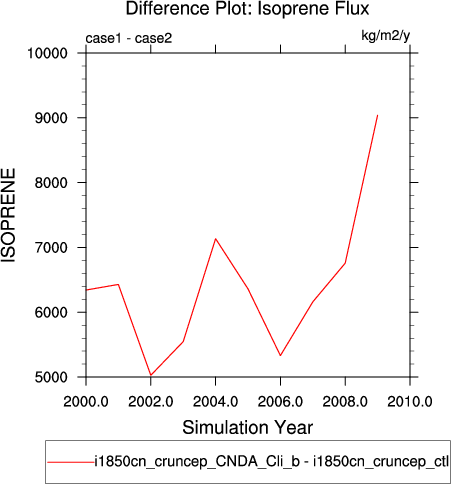 Difference Plot: Isoprene Flux
case1 - case2
kg/m2/y
10000
9000
8000
7000
6000
5000
ISOPRENE
2000.0 2002.0 2004.0 2006.0 2008.0 2010.0
Simulation Year
i1850cn_cruncep_CNDA_Cli_b - i1850cn_cruncep_ctl